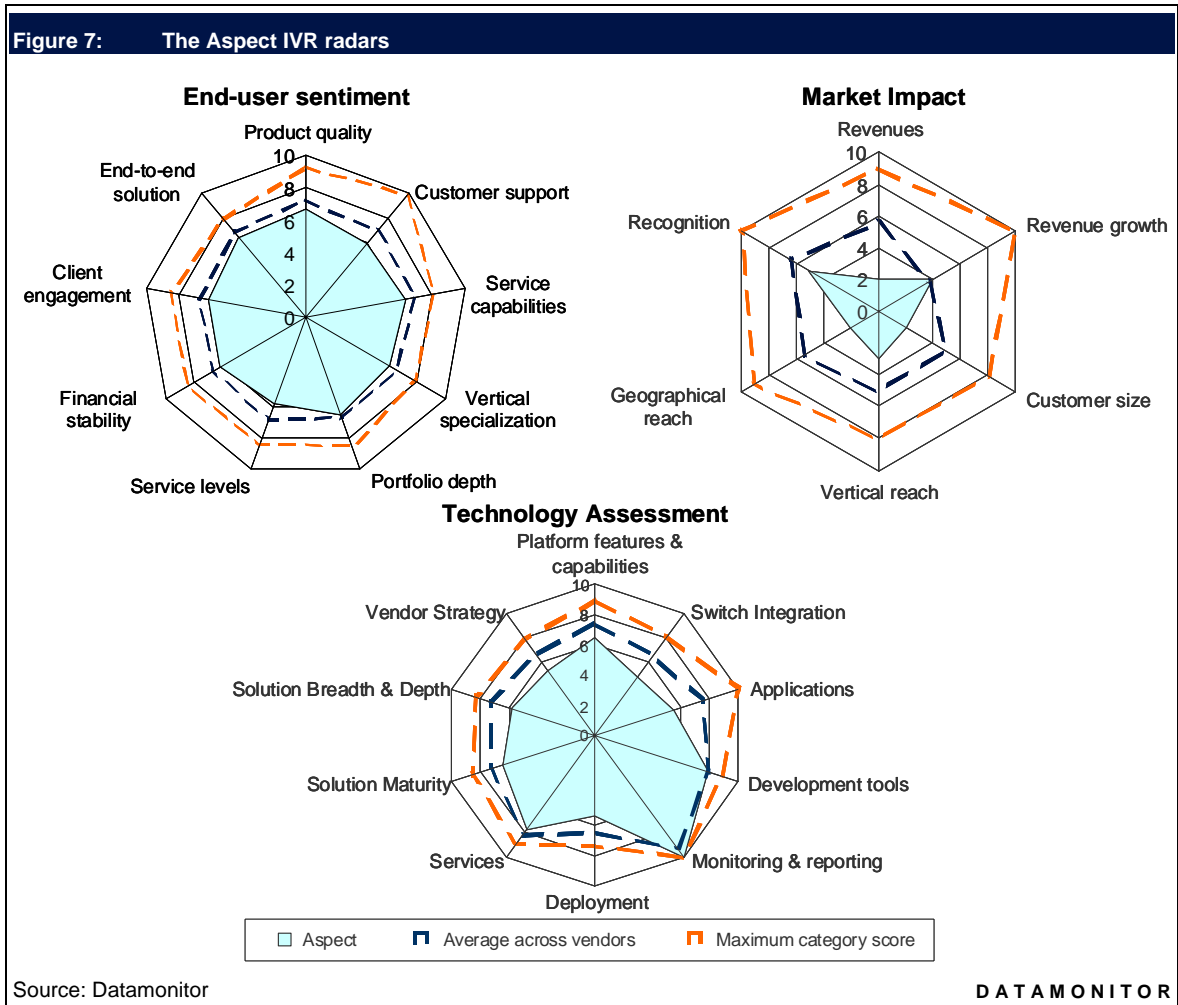 Figure 7: The Aspect IVR radars
End-user sentiment
Product quality
Customer support
Service
capabilities
Vertical
specialization
Portfolio depth
Service levels
Financial
stability
Client
engagement
End-to-end
solution
10
8
6
4
2
0
Market Impact
Revenues
Revenue growth
Customer size
Vertical reach
Geographical
reach
Recognition
10
8
6
4
2
0
Technology Assessment
Platform features &
capabilities
Switch Integration
Applications
Development tools
Monitoring & reporting
Deployment
Services
Solution Maturity
Solution Breadth & Depth
Vendor Strategy
10
8
6
4
2
0
Aspect
Average across vendors
Maximum category score
Source: Datamonitor
DATAMONITOR